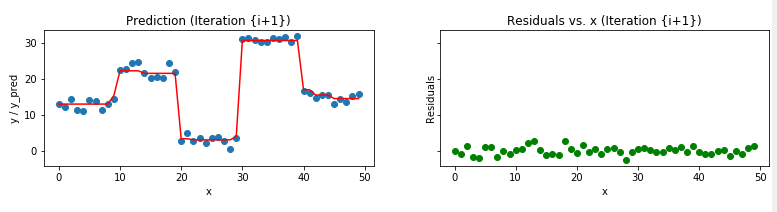 Prediction (Iteration {i+1})
y / y_pred
30
20
10
0
0
10
20
30
40
50
x
Residuals vs. x (Iteration {i+1})
Residuals
0
10
20
30
40
50
x